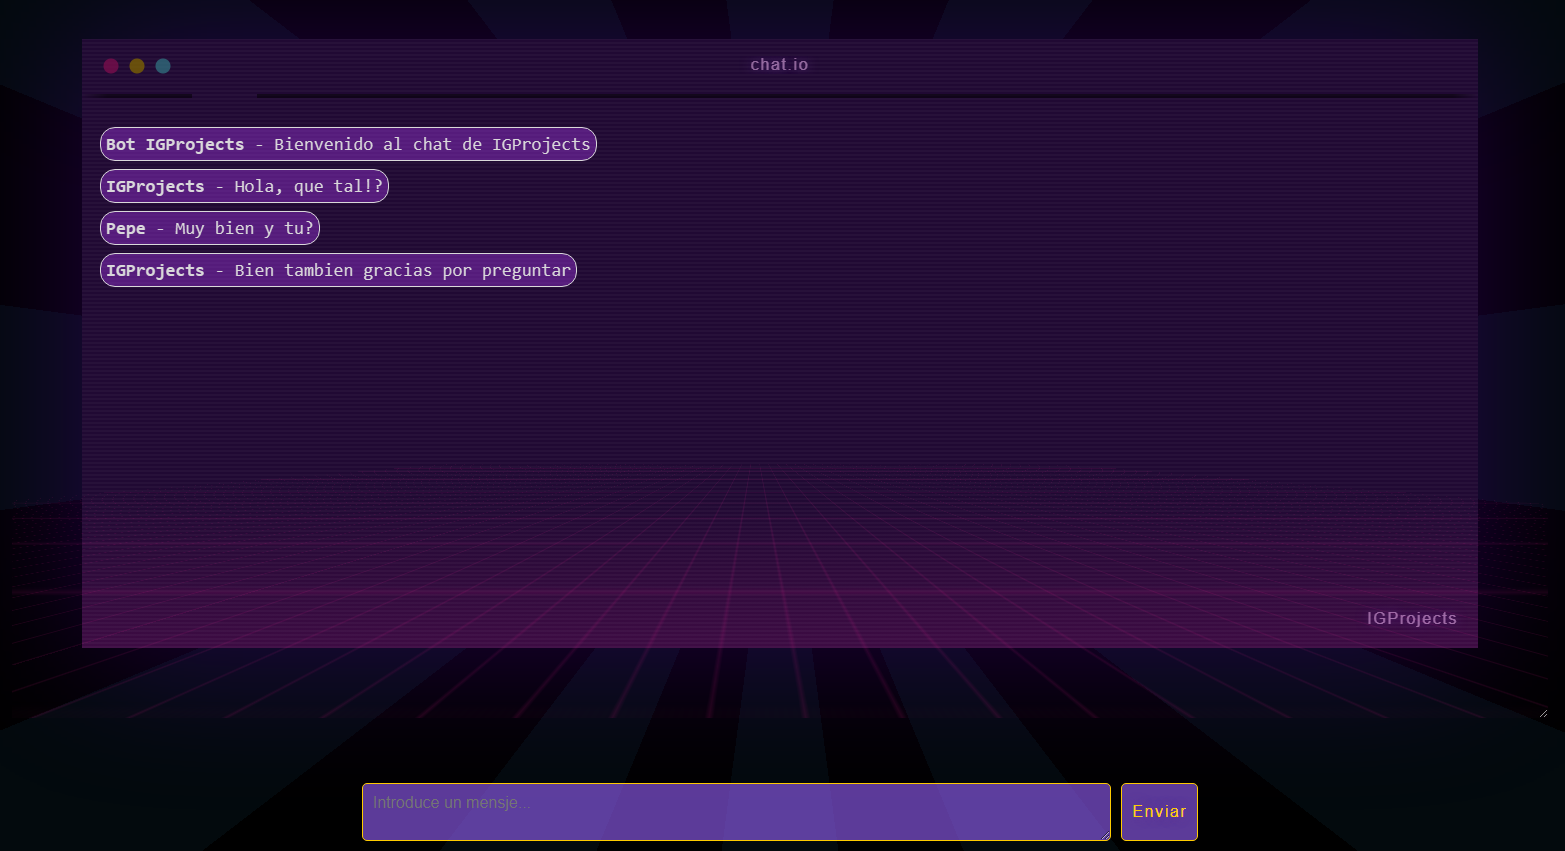 chat.io
Bot IGProjects - Bienvenido al chat de IGProjects
IGProjects - Hola, que tal!?
Pepe - Muy bien y tu?
IGProjects - Bien tambien gracias por preguntar
IGProjects
Introduce un mensje...
Enviar